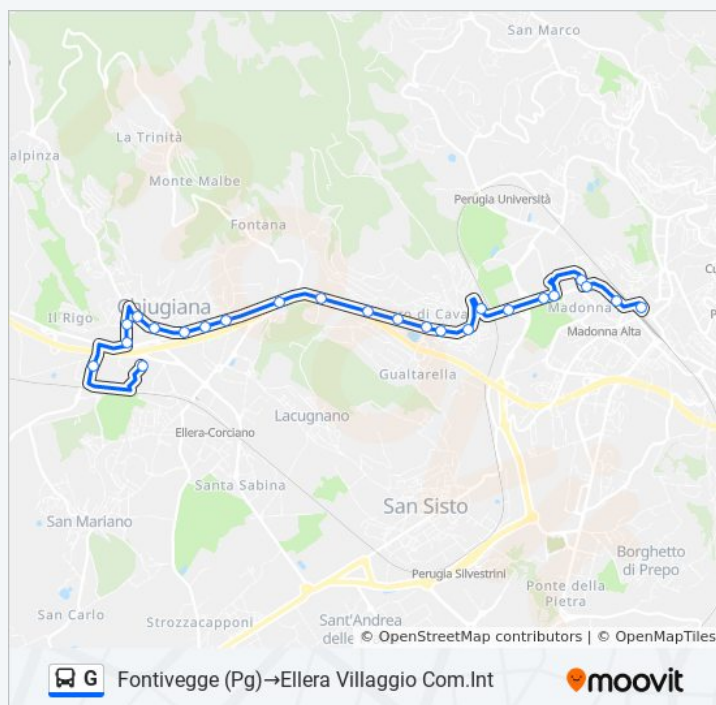 San Marco
La Trinità
alpinza
Monte Malbe
Perugia Università
Fontana
Il Rigo
giugiana
di Cava
Madonna
Madonna Alta
Gualtarella
Lacugnano
Ellera-Corciano
Santa Sabina
San Sisto
San Mariano
Perugia Silvestrini
Borghetto
di Prepo
Ponte della
Pietra
San Carlo
Strozzacapponi
Sant'Andrea
delle
© OpenStreetMap contributors | © OpenMapTiles
G Fontivegge (Pg)→Ellera Villaggio Com.Int
moovit